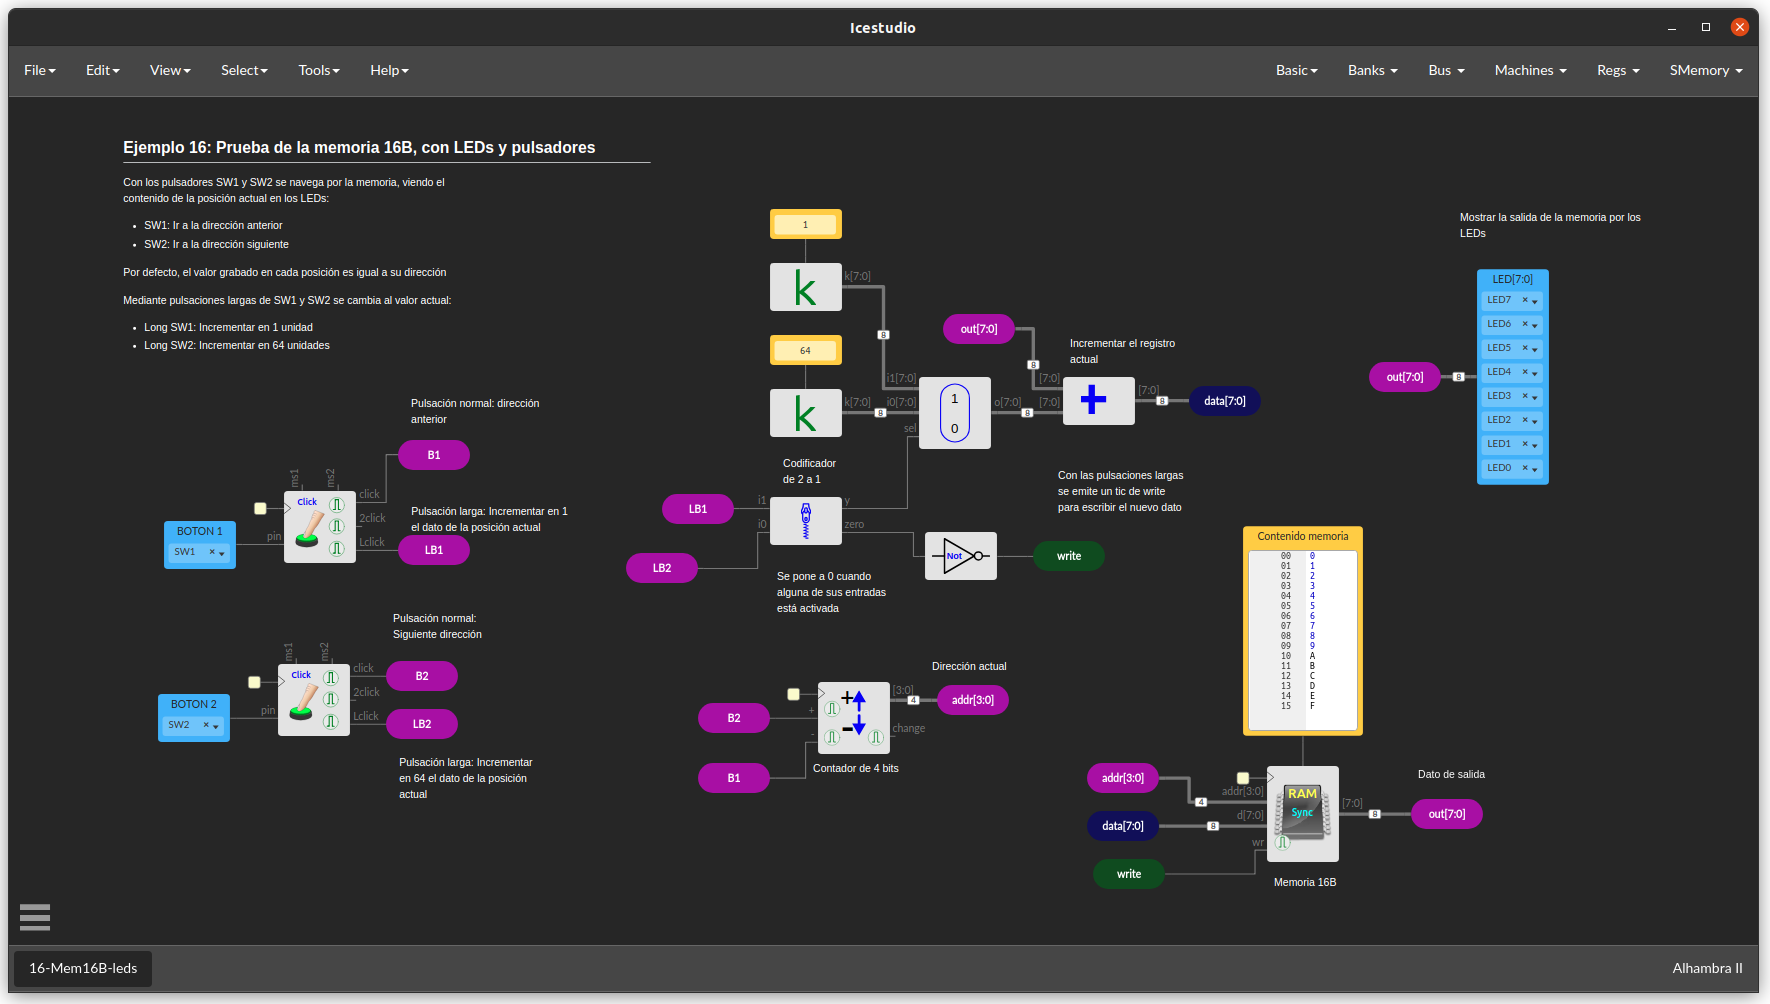 Icestudio
File Edit View Select Tools Help Basic Banks Bus Machines Regs SMemory
Ejemplo 16: Prueba de la memoria 16B, con LEDs y pulsadores
Con los pulsadores SW1 y SW2 se navega por la memoria, viendo el
contenido de la posición actual en los LEDs:
• SW1: Ir a la dirección anterior
• SW2: Ir a la dirección siguiente
Por defecto, el valor grabado en cada posición es igual a su dirección
Mediante pulsaciones largas de SW1 y SW2 se cambia al valor actual:
• Long SW1: Incrementar en 1 unidad
• Long SW2: Incrementar en 64 unidades
Pulsación normal: dirección
anterior
B1
ms1 ms2
Click
click
2click
Lclick
pin
BOTON 1
SW1 ×
Pulsación larga: Incrementar en 1
el dato de la posición actual
LB1
Pulsación normal:
Siguiente dirección
ms1 ms2
Click
click
2click
Lclick
pin
BOTON 2
SW2 ×
B2
LB2
Pulsación larga: Incrementar
en 64 el dato de la posición
actual
1
k
k[7:0]
8
64
k
k[7:0]
8
i1[7:0]
i0[7:0]
sel
1
0
o[7:0]
8
out[7:0]
8
Incrementar el registro
actual
[7:0]
[7:0]
+
[7:0]
8
data[7:0]
Codificador
de 2 a 1
LB1
LB2
i1
i0
y
zero
Se pone a 0 cuando
alguna de sus entradas
está activada
Not
write
Con las pulsaciones largas
se emite un tic de write
para escribir el nuevo dato
B2
B1
+
-
+
-
[3:0]
4
change
Dirección actual
addr[3:0]
Contador de 4 bits
Mostrar la salida de la memoria por los
LEDs
out[7:0]
8
LED[7:0]
LED7 ×
LED6 ×
LED5 ×
LED4 ×
LED3 ×
LED2 ×
LED1 ×
LED0 ×
Contenido memoria
00 0
01 1
02 2
03 3
04 4
05 5
06 6
07 7
08 8
09 9
10 A
11 B
12 C
13 D
14 E
15 F
addr[3:0]
4
addr[3:0]
data[7:0]
8
d[7:0]
write
wr
RAM
Sync
[7:0]
8
Dato de salida
out[7:0]
Memoria 16B
16-Mem16B-leds
Alhambra II